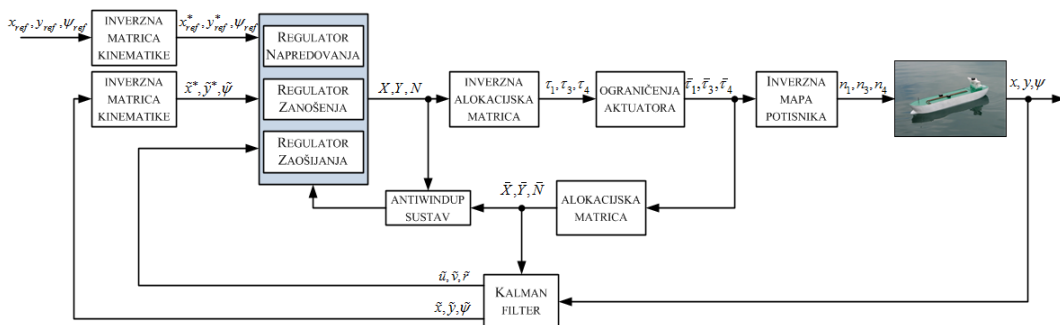 x_ref, y_ref, ψ_ref
INVERZNA
MATRICA
KINEMATIKE
x*_ref, y*_ref, ψ_ref
REGULATOR
NAPREDOVANJA
INVERZNA
MATRICA
KINEMATIKE
x̃*, ỹ*, ψ̃
REGULATOR
ZANOŠENJA
X, Y, N
INVERZNA
ALOKACIJSKA
MATRICA
τ₁, τ₃, τ₄
OGRANIČENJA
AKTUATORA
τ̄₁, τ̄₃, τ̄₄
INVERZNA
MAPA
POTISNIKA
n₁, n₃, n₄
x, y, ψ
REGULATOR
ZAOŠIJANJA
ANTIWINDUP
SUSTAV
X̄, Ȳ, N̄
ALOKACIJSKA
MATRICA
ũ, ṽ, r̃
x̃, ỹ, ψ̃
KALMAN
FILTER